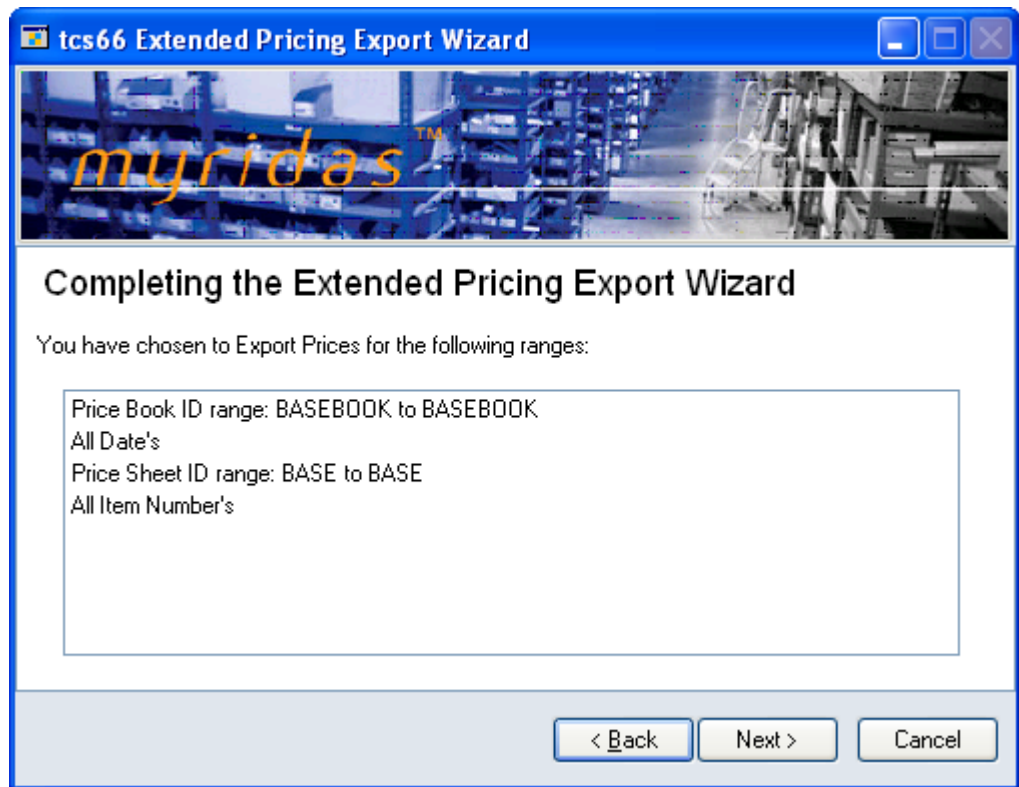 tcs66 Extended Pricing Export Wizard
myridas™
Completing the Extended Pricing Export Wizard
You have chosen to Export Prices for the following ranges:
Price Book ID range: BASEBOOK to BASEBOOK
All Date's
Price Sheet ID range: BASE to BASE
All Item Number's
< Back
Next >
Cancel